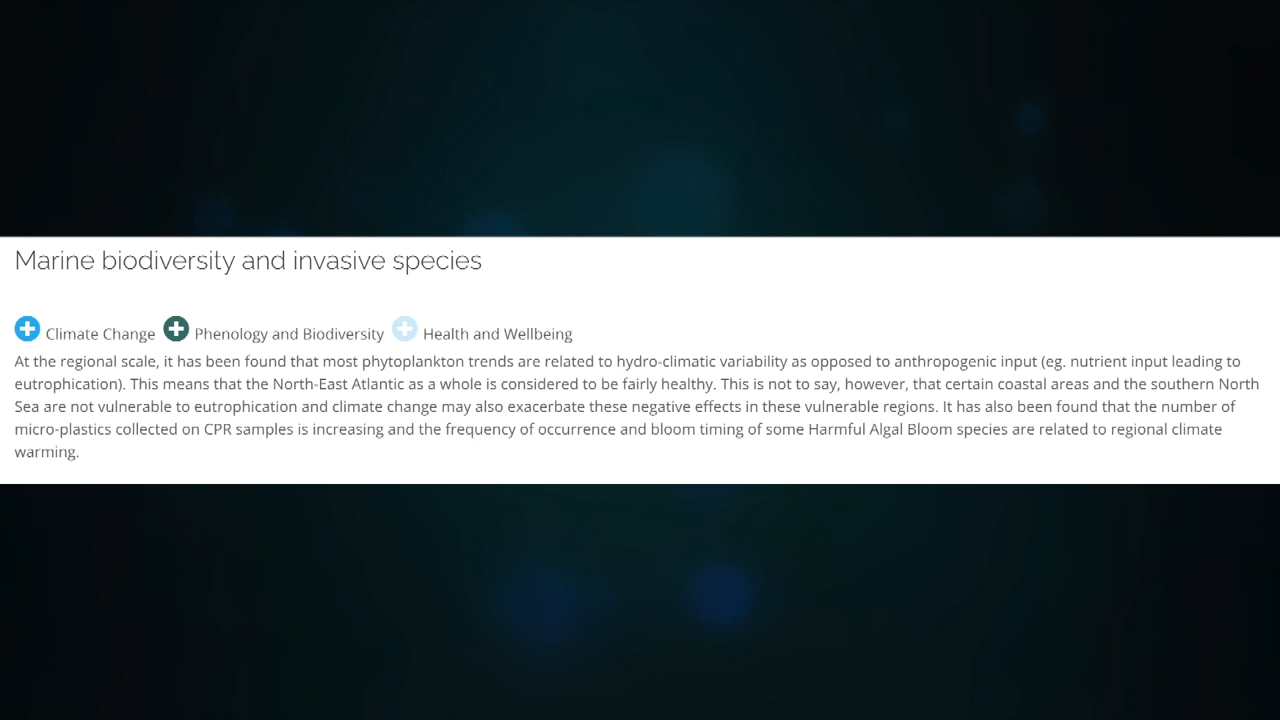 Marine biodiversity and invasive species
Climate Change Phenology and Biodiversity Health and Wellbeing
At the regional scale, it has been found that most phytoplankton trends are related to hydro-climatic variability as opposed to anthropogenic input (eg. nutrient input leading to
eutrophication). This means that the North-East Atlantic as a whole is considered to be fairly healthy. This is not to say, however, that certain coastal areas and the southern North
Sea are not vulnerable to eutrophication and climate change may also exacerbate these negative effects in these vulnerable regions. It has also been found that the number of
micro-plastics collected on CPR samples is increasing and the frequency of occurrence and bloom timing of some Harmful Algal Bloom species are related to regional climate
warming.